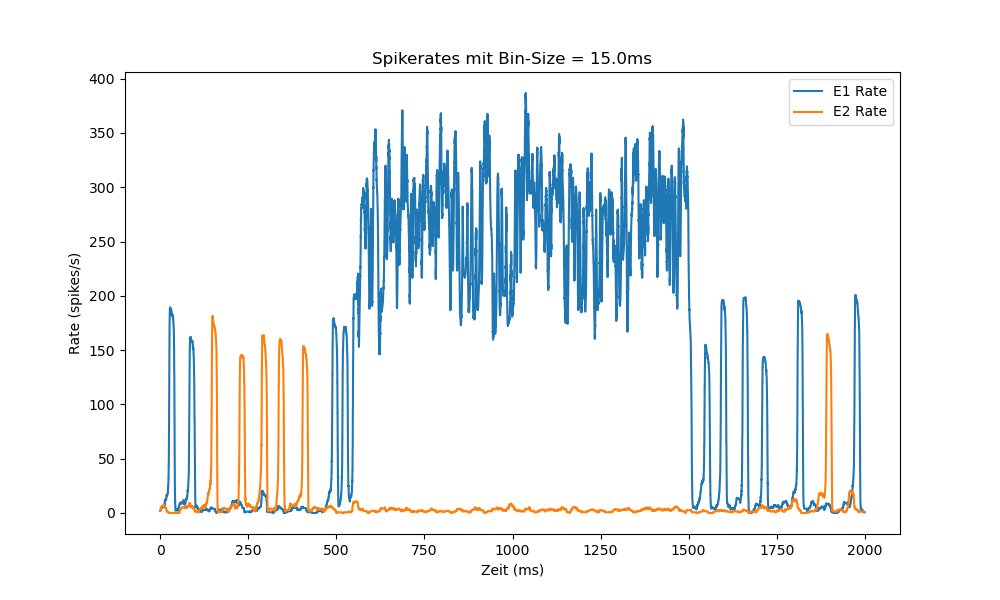 Spikerates mit Bin-Size = 15.0ms
E1 Rate
E2 Rate
Rate (spikes/s)
400
350
300
250
200
150
100
50
0
0 250 500 750 1000 1250 1500 1750 2000
Zeit (ms)